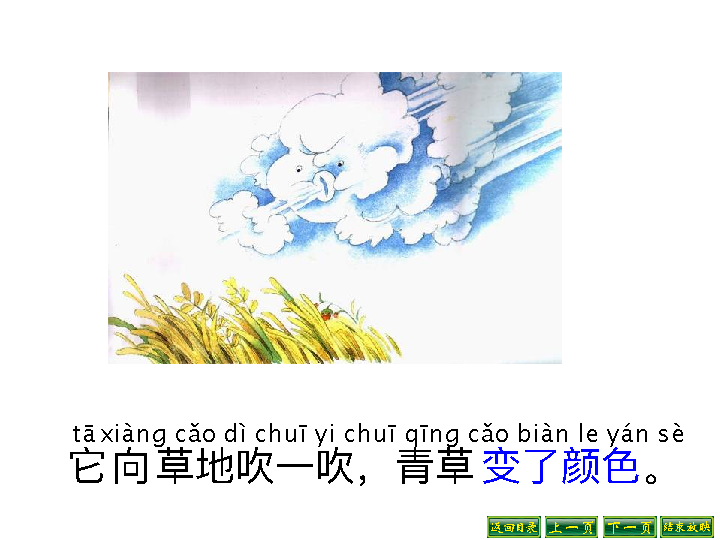 tā xiàng cǎo dì chuī yi chuī qīng cǎo biàn le yán sè
它向草地吹一吹，青草变了颜色。
返回目录 上一页 下一页 结束放映